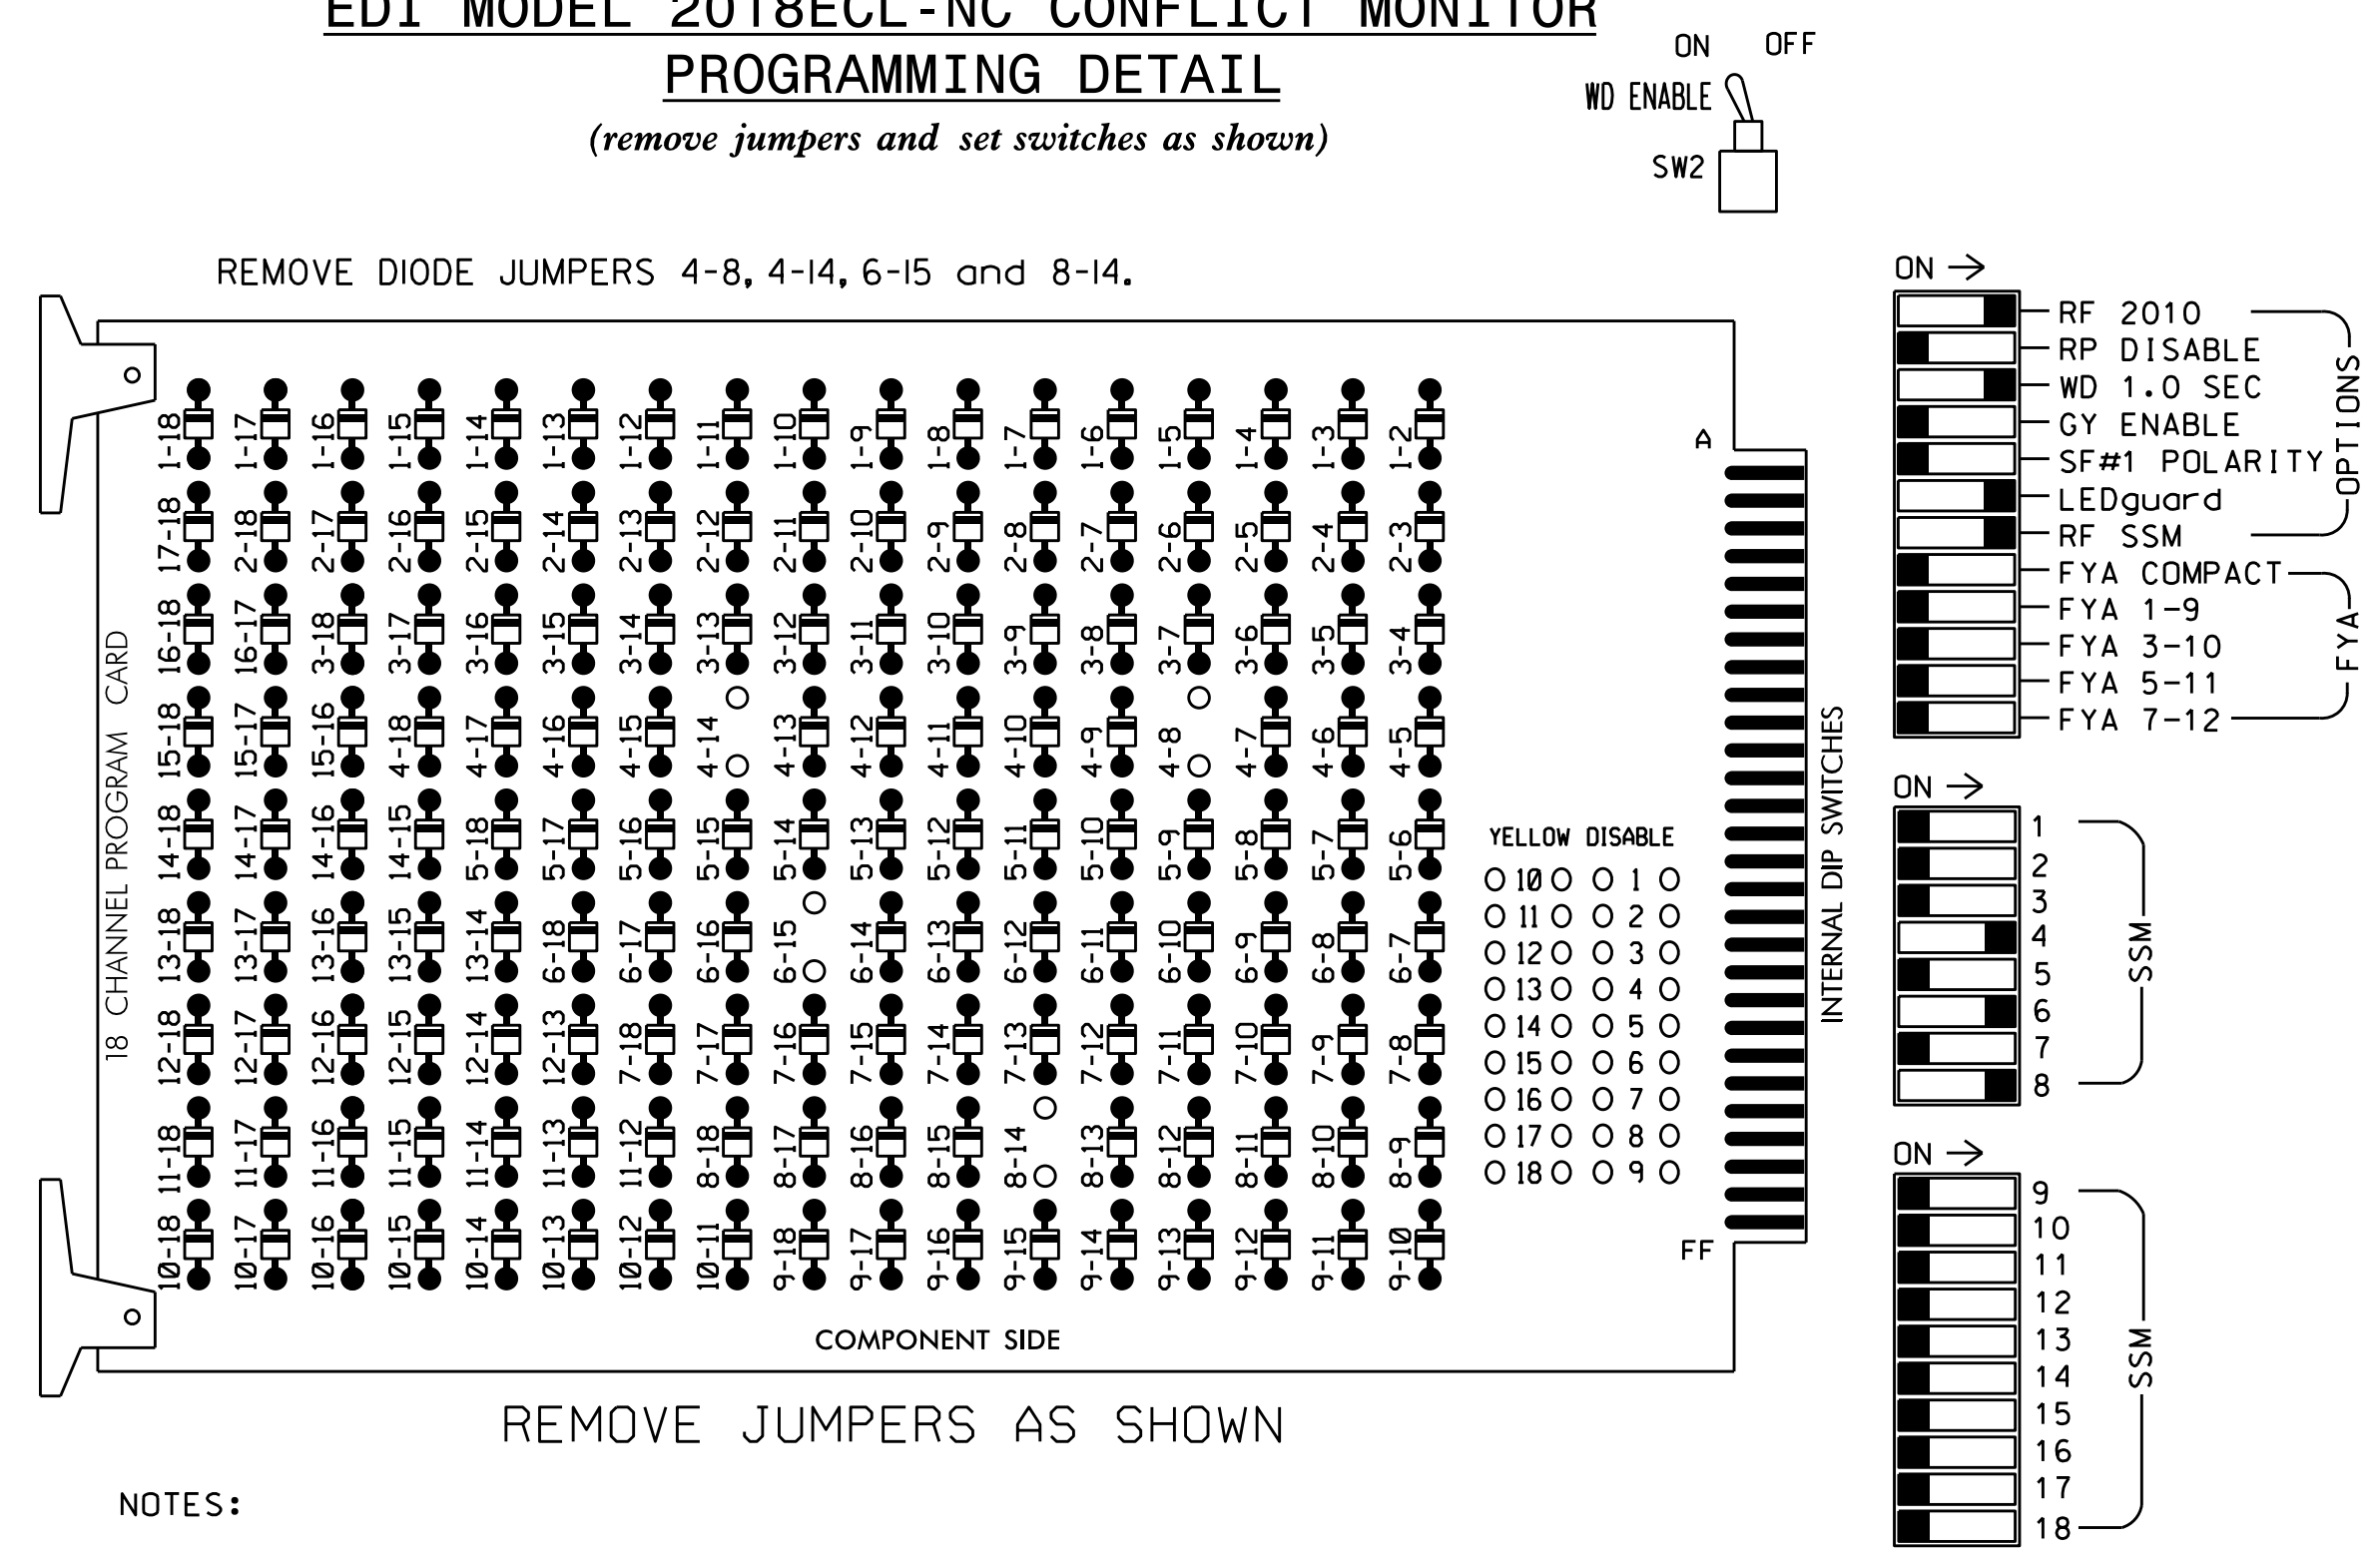 EDI MODEL 2018ECL-NC CONFLICT MONITOR
PROGRAMMING DETAIL
(remove jumpers and set switches as shown)
ON OFF
WD ENABLE
SW2
REMOVE DIODE JUMPERS 4-8, 4-14, 6-15 and 8-14.
18 CHANNEL PROGRAM CARD
1-18 1-17 1-16 1-15 1-14 1-13 1-12 1-11 1-10 1-9 1-8 1-7 1-6 1-5 1-4 1-3 1-2
17-18 2-18 2-17 2-16 2-15 2-14 2-13 2-12 2-11 2-10 2-9 2-8 2-7 2-6 2-5 2-4 2-3
16-18 16-17 3-18 3-17 3-16 3-15 3-14 3-13 3-12 3-11 3-10 3-9 3-8 3-7 3-6 3-5 3-4
15-18 15-17 15-16 4-18 4-17 4-16 4-15 4-14 4-13 4-12 4-11 4-10 4-9 4-8 4-7 4-6 4-5
14-18 14-17 14-16 14-15 5-18 5-17 5-16 5-15 5-14 5-13 5-12 5-11 5-10 5-9 5-8 5-7 5-6
13-18 13-17 13-16 13-15 13-14 6-18 6-17 6-16 6-15 6-14 6-13 6-12 6-11 6-10 6-9 6-8 6-7
12-18 12-17 12-16 12-15 12-14 12-13 7-18 7-17 7-16 7-15 7-14 7-13 7-12 7-11 7-10 7-9 7-8
11-18 11-17 11-16 11-15 11-14 11-13 11-12 8-18 8-17 8-16 8-15 8-14 8-13 8-12 8-11 8-10 8-9
10-18 10-17 10-16 10-15 10-14 10-13 10-12 10-11 9-18 9-17 9-16 9-15 9-14 9-13 9-12 9-11 9-10
A
YELLOW DISABLE
10 1
11 2
12 3
13 4
14 5
15 6
16 7
17 8
18 9
FF
COMPONENT SIDE
INTERNAL DIP SWITCHES
ON
RF 2010
RP DISABLE
WD 1.0 SEC
GY ENABLE
SF#1 POLARITY
LEDguard
RF SSM
OPTIONS
FYA COMPACT
FYA 1-9
FYA 3-10
FYA 5-11
FYA 7-12
FYA
ON
1
2
3
4
5
6
7
8
SSM
ON
9
10
11
12
13
14
15
16
17
18
SSM
REMOVE JUMPERS AS SHOWN
NOTES: